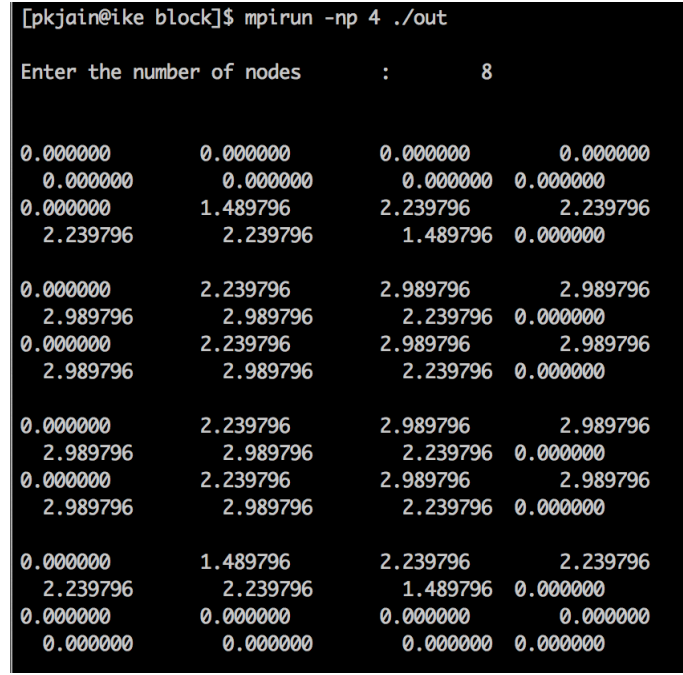 [pkjain@ike block]$ mpirun -np 4 ./out
Enter the number of nodes : 8
0.000000 0.000000 0.000000 0.000000
0.000000 0.000000 0.000000 0.000000
0.000000 1.489796 2.239796 2.239796
2.239796 2.239796 1.489796 0.000000
0.000000 2.239796 2.989796 2.989796
2.989796 2.989796 2.239796 0.000000
0.000000 2.239796 2.989796 2.989796
2.989796 2.989796 2.239796 0.000000
0.000000 2.239796 2.989796 2.989796
2.989796 2.989796 2.239796 0.000000
0.000000 2.239796 2.989796 2.989796
2.989796 2.989796 2.239796 0.000000
0.000000 1.489796 2.239796 2.239796
2.239796 2.239796 1.489796 0.000000
0.000000 0.000000 0.000000 0.000000
0.000000 0.000000 0.000000 0.000000